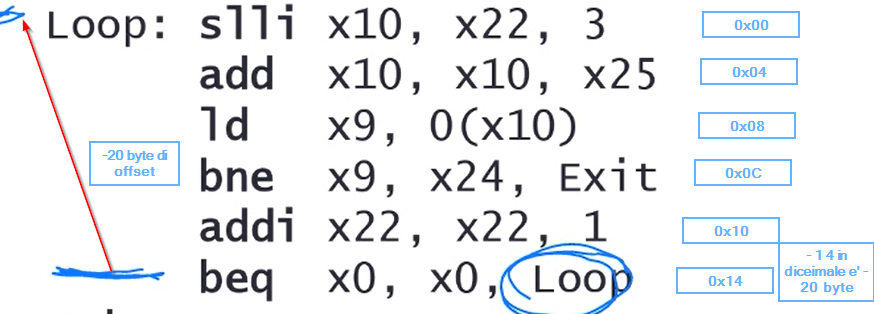 Loop: slli x10, x22, 3 0x00
add x10, x10, x25 0x04
ld x9, 0(x10) 0x08
-20 byte di
offset
bne x9, x24, Exit 0x0C
addi x22, x22, 1 0x10
beq x0, x0, Loop 0x14
- 14 in
diceimale e' -
20 byte